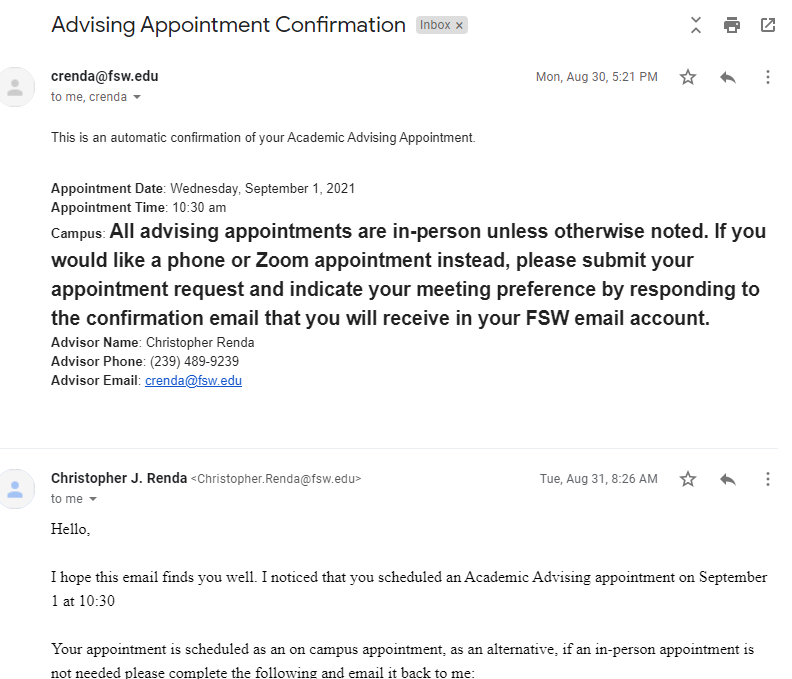 Advising Appointment Confirmation Inbox ×
crenda@fsw.edu
Mon, Aug 30, 5:21 PM
to me, crenda
This is an automatic confirmation of your Academic Advising Appointment.
Appointment Date: Wednesday, September 1, 2021
Appointment Time: 10:30 am
Campus: All advising appointments are in-person unless otherwise noted. If you
would like a phone or Zoom appointment instead, please submit your
appointment request and indicate your meeting preference by responding to
the confirmation email that you will receive in your FSW email account.
Advisor Name: Christopher Renda
Advisor Phone: (239) 489-9239
Advisor Email: crenda@fsw.edu
Christopher J. Renda <Christopher.Renda@fsw.edu>
Tue, Aug 31, 8:26 AM
to me
Hello,
I hope this email finds you well. I noticed that you scheduled an Academic Advising appointment on September
1 at 10:30
Your appointment is scheduled as an on campus appointment, as an alternative, if an in-person appointment is
not needed please complete the following and email it back to me: